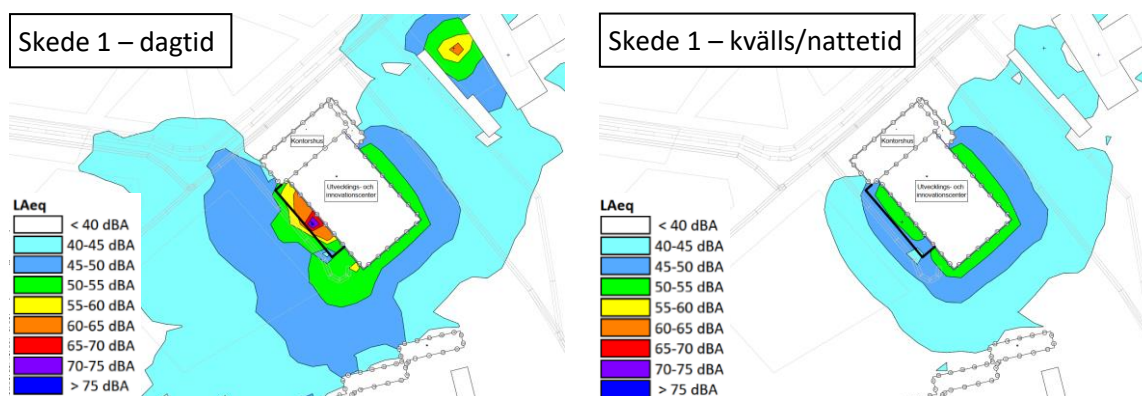 Skede 1 – dagtid
Kontorshus
Utvecklings- och
innovationscenter
LAeq
< 40 dBA
40-45 dBA
45-50 dBA
50-55 dBA
55-60 dBA
60-65 dBA
65-70 dBA
70-75 dBA
> 75 dBA
Skede 1 – kvälls/nattetid
Kontorshus
Utvecklings- och
innovationscenter
LAeq
< 40 dBA
40-45 dBA
45-50 dBA
50-55 dBA
55-60 dBA
60-65 dBA
65-70 dBA
70-75 dBA
> 75 dBA